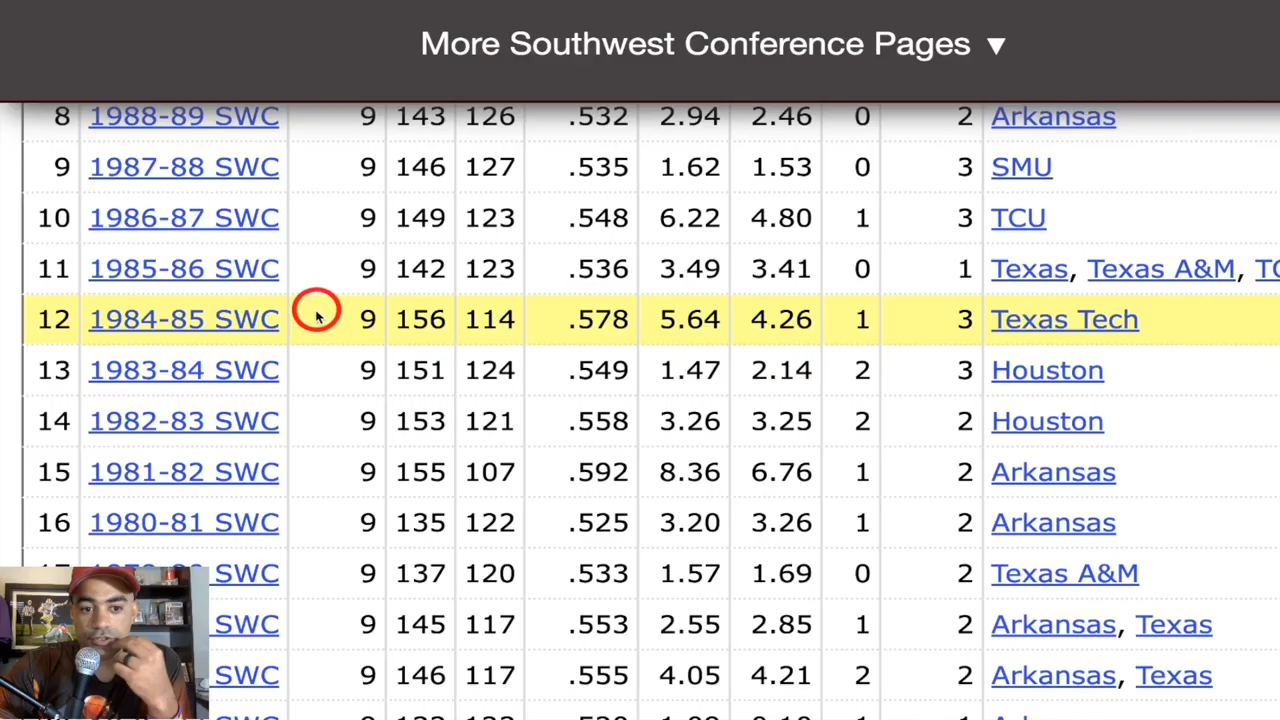 More Southwest Conference Pages ▼
8 1988-89 SWC 9 143 126 .532 2.94 2.46 0 2 Arkansas
9 1987-88 SWC 9 146 127 .535 1.62 1.53 0 3 SMU
10 1986-87 SWC 9 149 123 .548 6.22 4.80 1 3 TCU
11 1985-86 SWC 9 142 123 .536 3.49 3.41 0 1 Texas, Texas A&M, TC
12 1984-85 SWC 9 156 114 .578 5.64 4.26 1 3 Texas Tech
13 1983-84 SWC 9 151 124 .549 1.47 2.14 2 3 Houston
14 1982-83 SWC 9 153 121 .558 3.26 3.25 2 2 Houston
15 1981-82 SWC 9 155 107 .592 8.36 6.76 1 2 Arkansas
16 1980-81 SWC 9 135 122 .525 3.20 3.26 1 2 Arkansas
SWC 9 137 120 .533 1.57 1.69 0 2 Texas A&M
SWC 9 145 117 .553 2.55 2.85 1 2 Arkansas, Texas
SWC 9 146 117 .555 4.05 4.21 2 2 Arkansas, Texas